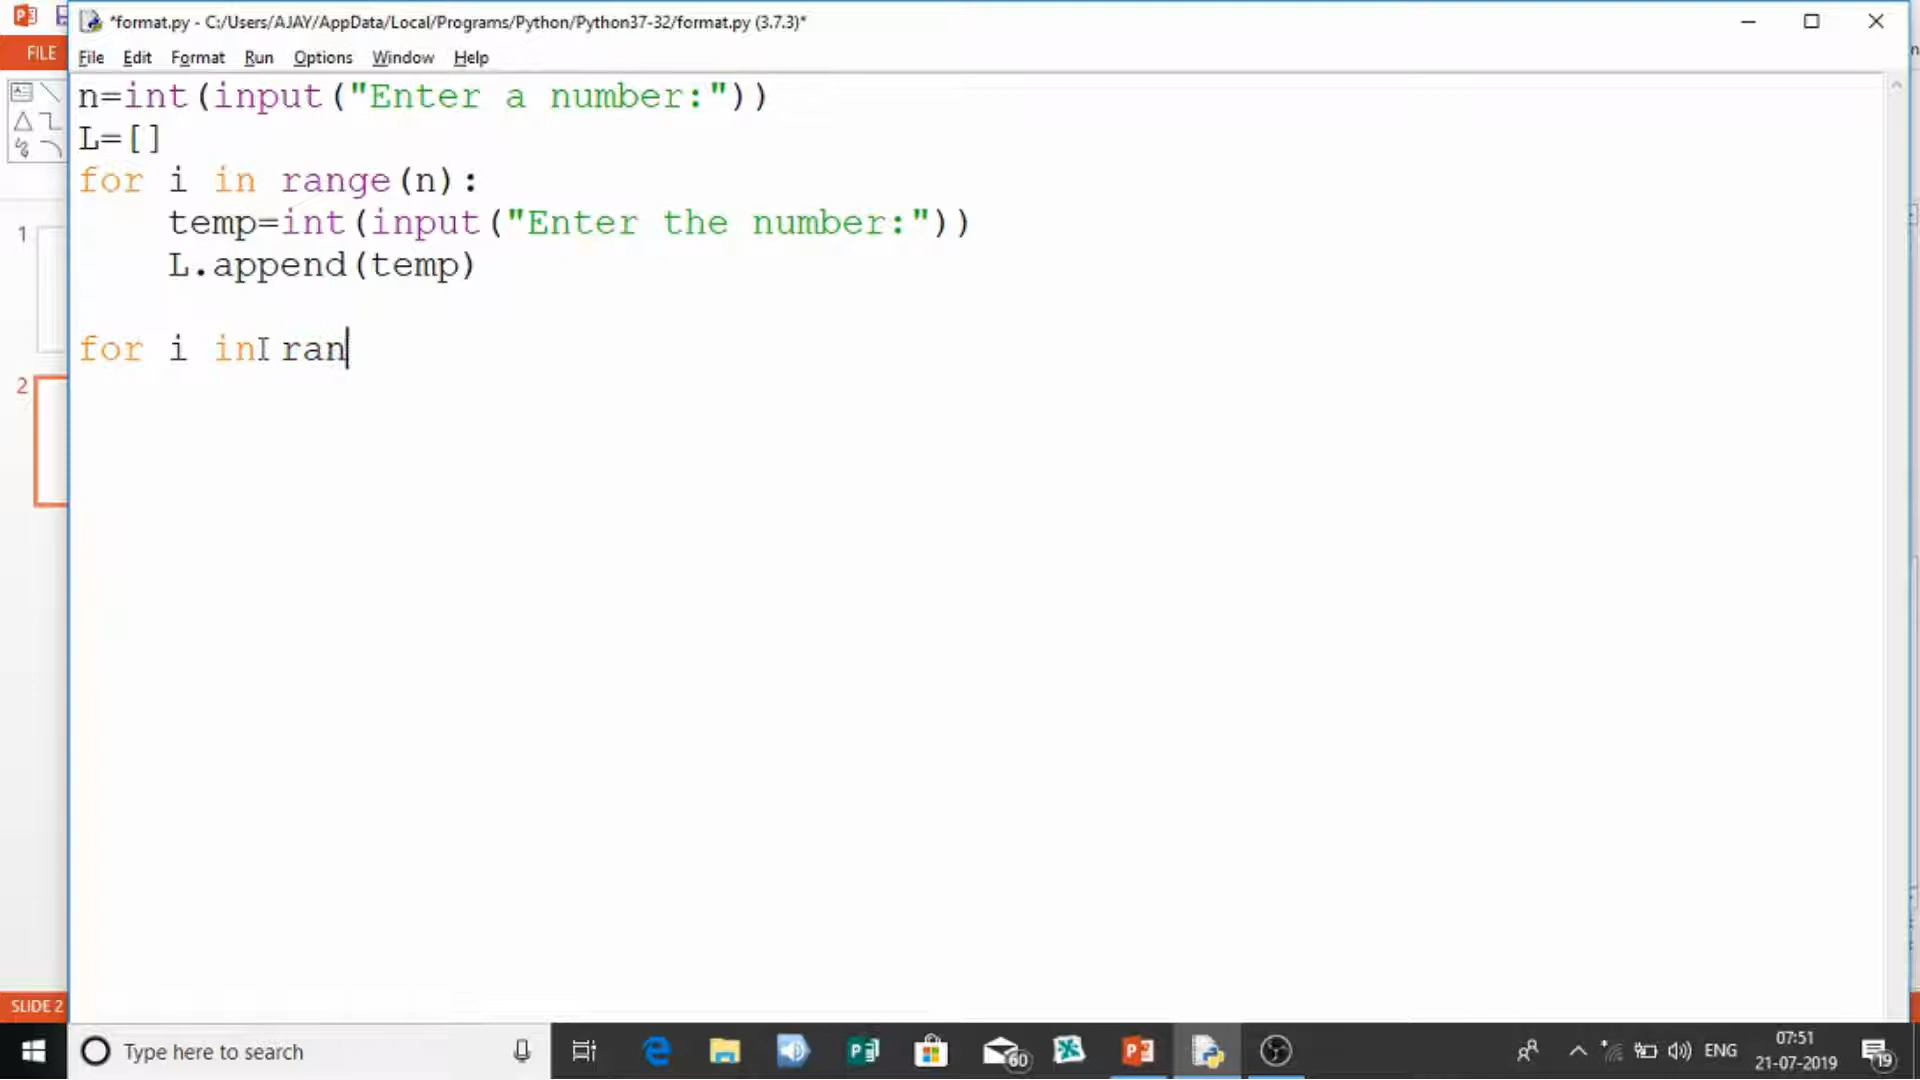 *format.py - C:/Users/AJAY/AppData/Local/Programs/Python/Python37-32/format.py (3.7.3)*
FILE
File Edit Format Run Options Window Help
n=int(input("Enter a number:"))
L=[]
for i in range(n):
    temp=int(input("Enter the number:"))
    L.append(temp)
for i in ran
1
2
SLIDE 2
Type here to search
60
ENG
07:51
21-07-2019
19